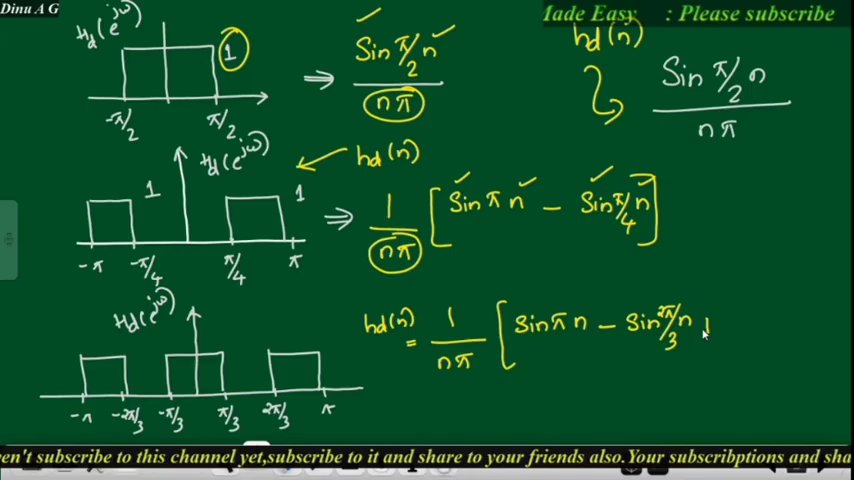 Dinu A G
Made Easy : Please subscribe
Hd(e^jω)
1
-π/2
π/2
⇒
Sin π/2 n
nπ
hd(n)
Sin π/2 n
nπ
Hd(e^jω)
hd(n)
1
1
-π
-π/4
π/4
π
⇒
1
nπ
[Sin π n - Sin π/4 n]
Hd(e^jω)
-π
-2π/3
-π/3
π/3
2π/3
π
hd(n) =
1
nπ
[sin π n - Sin 2π/3 n
en't subscribe to this channel yet,subscribe to it and share to your friends also.Your subscribptions and sha